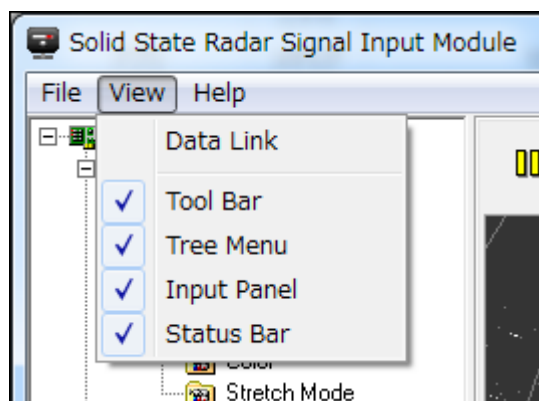 Solid State Radar Signal Input Module
File View Help
Data Link
Tool Bar
Tree Menu
Input Panel
Status Bar
Color
Stretch Mode